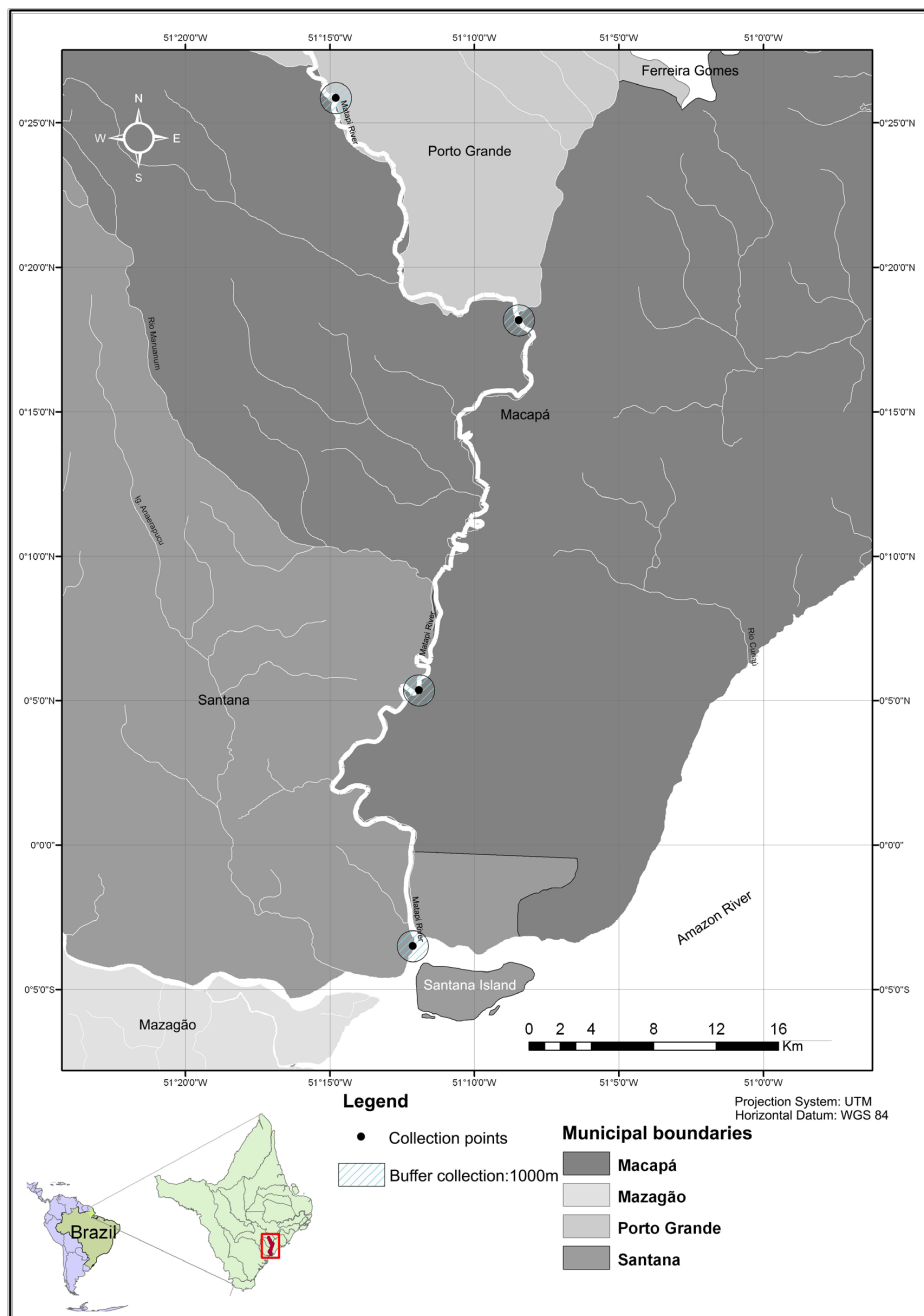 51°20'0"W 51°15'0"W 51°10'0"W 51°5'0"W 51°0'0"W
Ferreira Gomes
N
W E
S
Matapi River
0°25'0"N 0°25'0"N
Porto Grande
0°20'0"N 0°20'0"N
Rio Maruanum
0°15'0"N 0°15'0"N
Macapá
Ig. Anaerapucu
0°10'0"N 0°10'0"N
Matapi River
0°5'0"N 0°5'0"N
Santana
0°0'0" 0°0'0"
Matapi River
Amazon River
0°5'0"S 0°5'0"S
Santana Island
Mazagão
0 2 4 8 12 16
Km
51°20'0"W 51°15'0"W 51°10'0"W 51°5'0"W 51°0'0"W
Projection System: UTM
Horizontal Datum: WGS 84
Legend
Collection points
Buffer collection:1000m
Municipal boundaries
Macapá
Mazagão
Porto Grande
Santana
Brazil